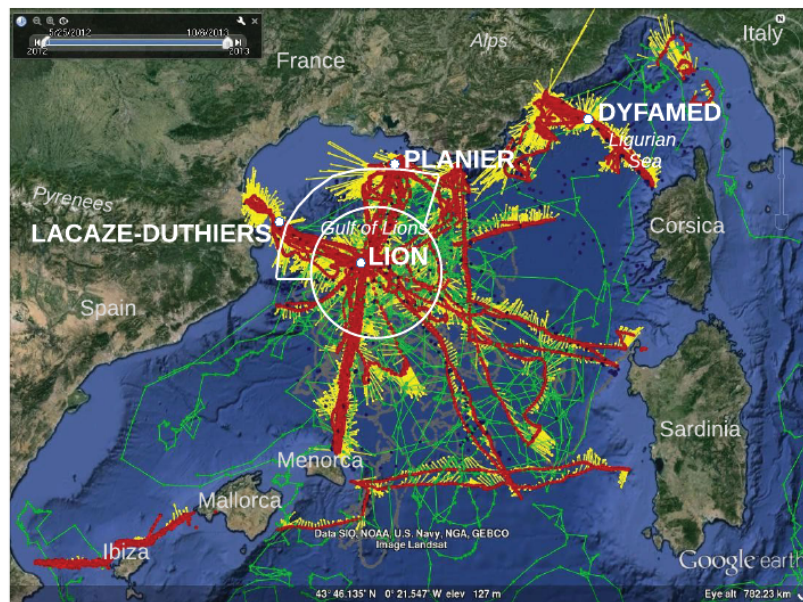 5/25/2012 10/6/2013
2012 2013
N
Italy
Alps
France
DYFAMED
Ligurian
Sea
PLANIER
Pyrenees
LACAZE-DUTHIERS
Gulf of Lions
Corsica
LION
Spain
Sardinia
Menorca
Mallorca
Ibiza
Data SIO, NOAA, U.S. Navy, NGA, GEBCO
Image Landsat
Google earth
43°46.135' N 0°21.547' W elev 127 m Eye alt 782.23 km